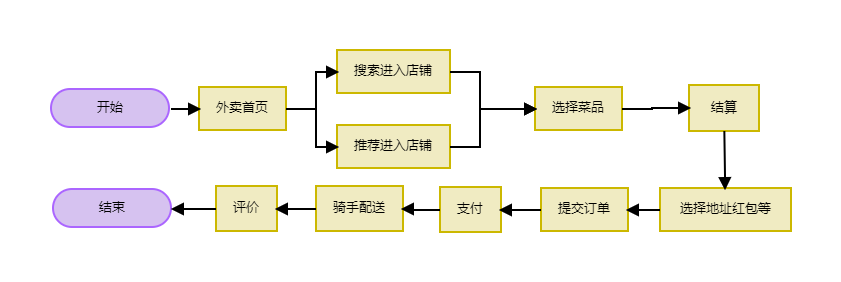 开始
外卖首页
搜索进入店铺
推荐进入店铺
选择菜品
结算
选择地址红包等
提交订单
支付
骑手配送
评价
结束